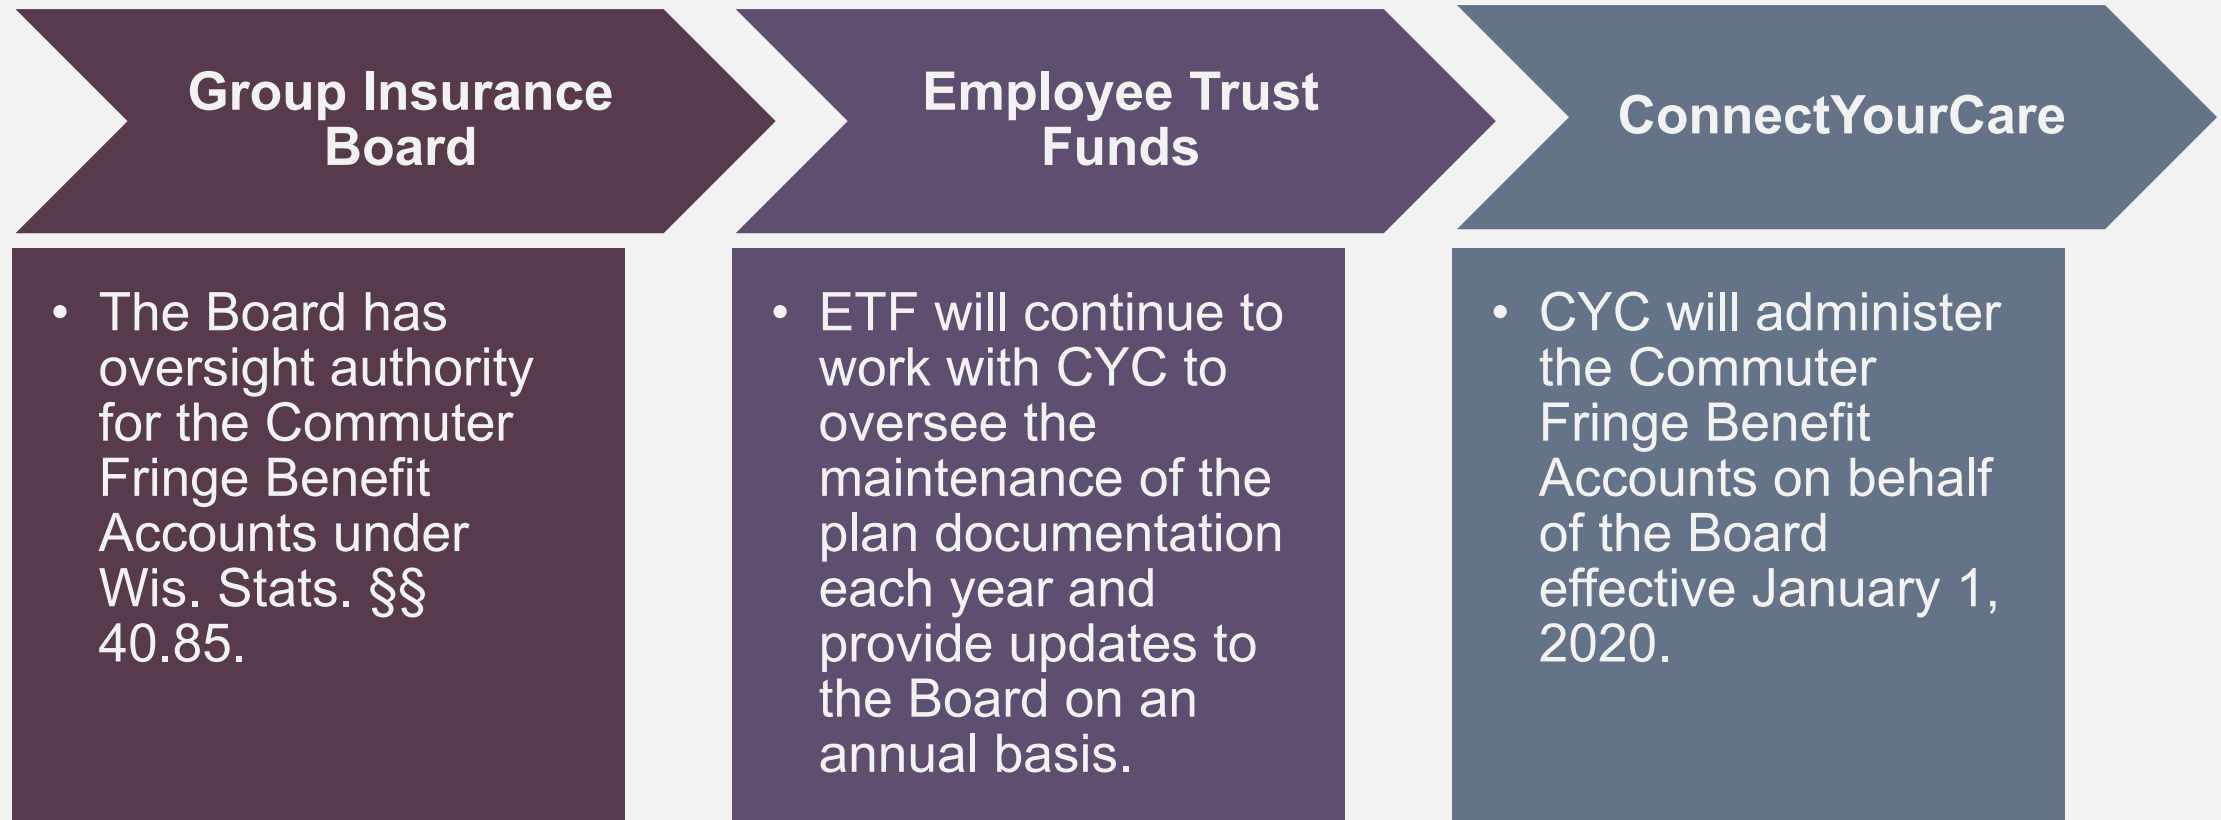 Group Insurance
Board
• The Board has
oversight authority
for the Commuter
Fringe Benefit
Accounts under
Wis. Stats. §§
40.85.
Employee Trust
Funds
• ETF will continue to
work with CYC to
oversee the
maintenance of the
plan documentation
each year and
provide updates to
the Board on an
annual basis.
ConnectYourCare
• CYC will administer
the Commuter
Fringe Benefit
Accounts on behalf
of the Board
effective January 1,
2020.